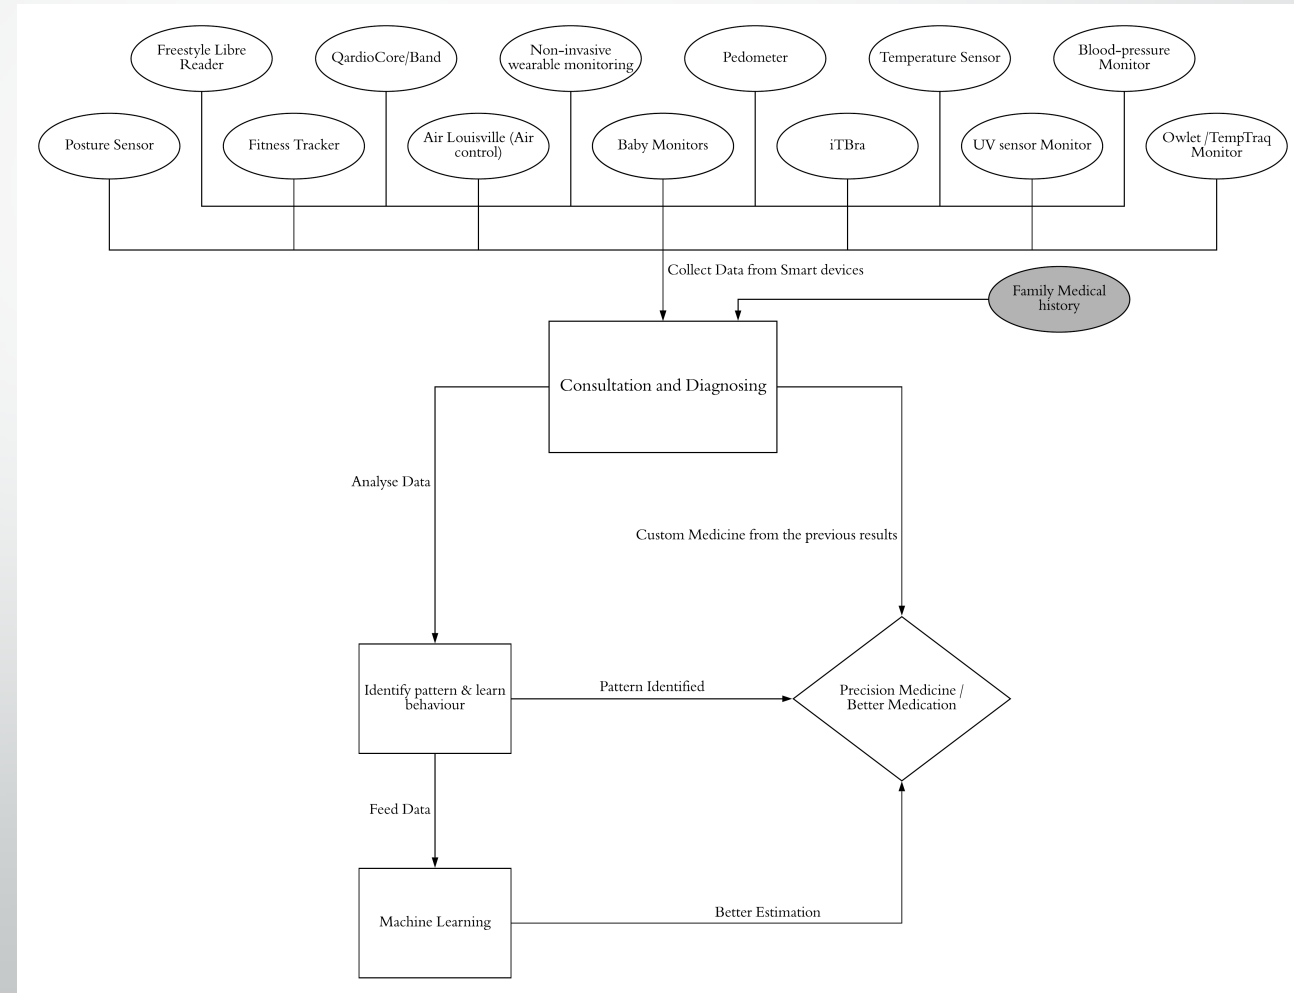 Freestyle Libre
Reader
QardioCore/Band
Non-invasive
wearable monitoring
Pedometer
Temperature Sensor
Blood-pressure
Monitor
Posture Sensor
Fitness Tracker
Air Louisville (Air
control)
Baby Monitors
iTBra
UV sensor Monitor
Owlet /TempTraq
Monitor
Collect Data from Smart devices
Family Medical
history
Consultation and Diagnosing
Analyse Data
Custom Medicine from the previous results
Identify pattern & learn
behaviour
Pattern Identified
Precision Medicine /
Better Medication
Feed Data
Machine Learning
Better Estimation